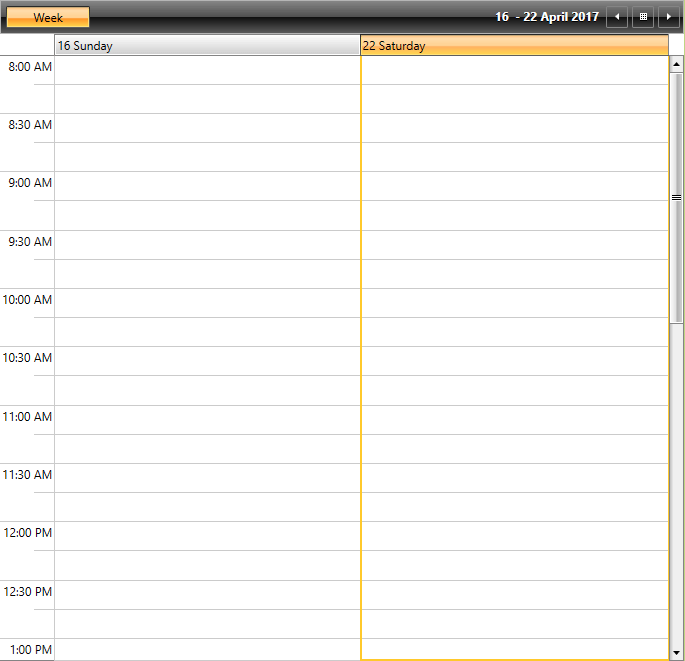 Week
16 - 22 April 2017
16 Sunday
22 Saturday
8:00 AM
8:30 AM
9:00 AM
9:30 AM
10:00 AM
10:30 AM
11:00 AM
11:30 AM
12:00 PM
12:30 PM
1:00 PM